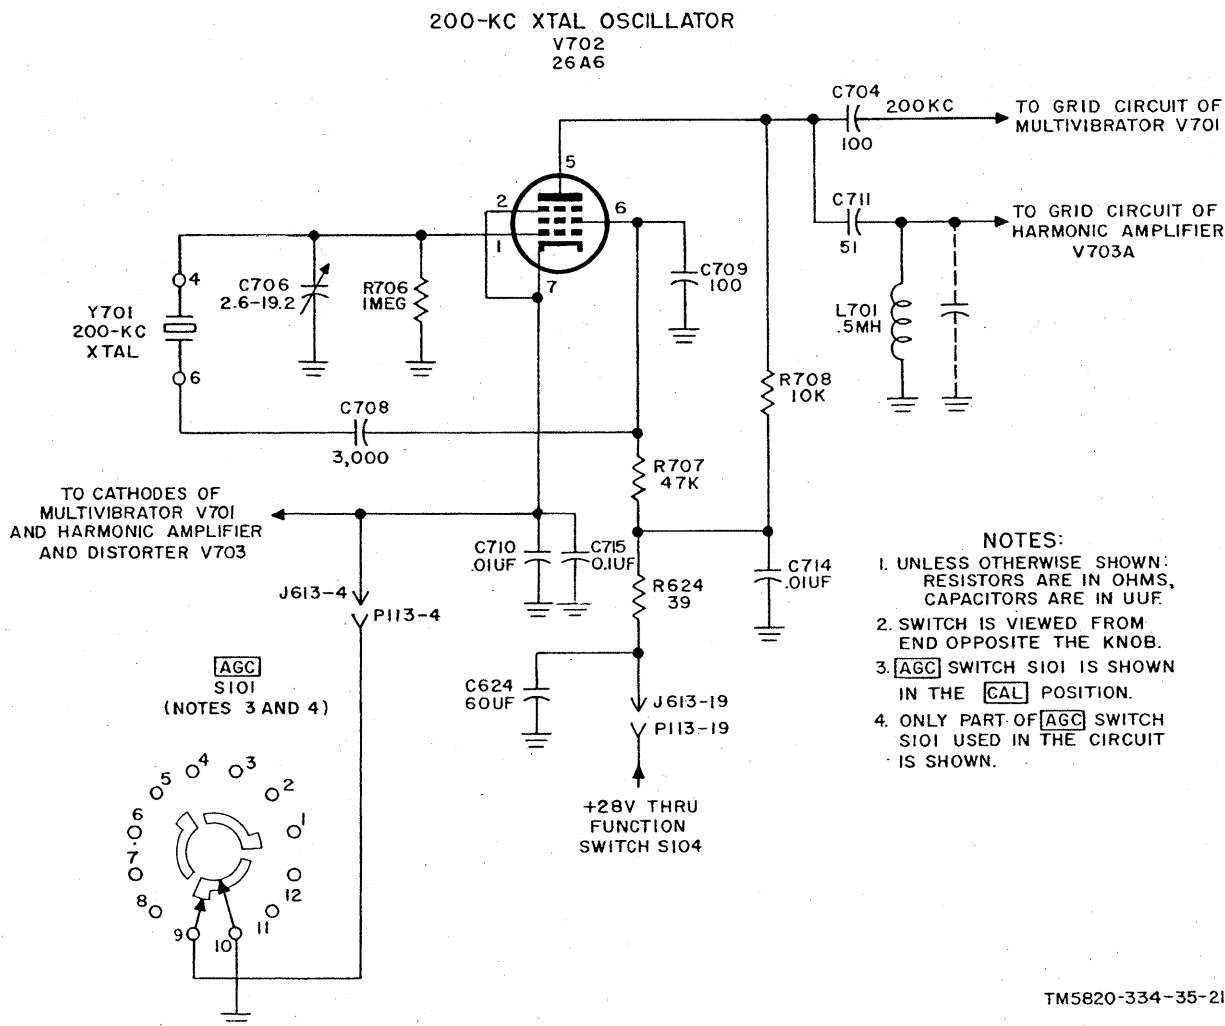 200-KC XTAL OSCILLATOR
V702
26A6
C704
200KC
100
TO GRID CIRCUIT OF
MULTIVIBRATOR V701
5
2
6
1
7
C711
51
TO GRID CIRCUIT OF
HARMONIC AMPLIFIER
V703A
4
Y701
200-KC
XTAL
6
C706
2.6-19.2
R706
1MEG
C709
100
L701
.5MH
R708
10K
C708
3,000
R707
47K
TO CATHODES OF
MULTIVIBRATOR V701
AND HARMONIC AMPLIFIER
AND DISTORTER V703
C710
.01UF
C715
0.1UF
R624
39
C714
.01UF
J613-4
P113-4
C624
60UF
J613-19
P113-19
+28V THRU
FUNCTION
SWITCH S104
AGC
S101
(NOTES 3 AND 4)
4
3
5
2
6
1
7
12
8
11
9
10
NOTES:
1. UNLESS OTHERWISE SHOWN:
RESISTORS ARE IN OHMS,
CAPACITORS ARE IN UUF.
2. SWITCH IS VIEWED FROM
END OPPOSITE THE KNOB.
3. AGC SWITCH S101 IS SHOWN
IN THE CAL POSITION.
4. ONLY PART OF AGC SWITCH
S101 USED IN THE CIRCUIT
IS SHOWN.
TM5820-334-35-21